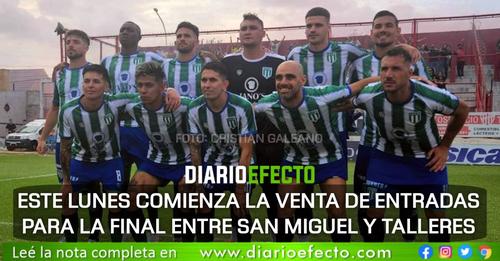 FOTO: CRISTIAN GALEANO
DIARIOEFECTO
ESTE LUNES COMIENZA LA VENTA DE ENTRADAS
PARA LA FINAL ENTRE SAN MIGUEL Y TALLERES
Leé la nota completa en www.diarioefecto.com